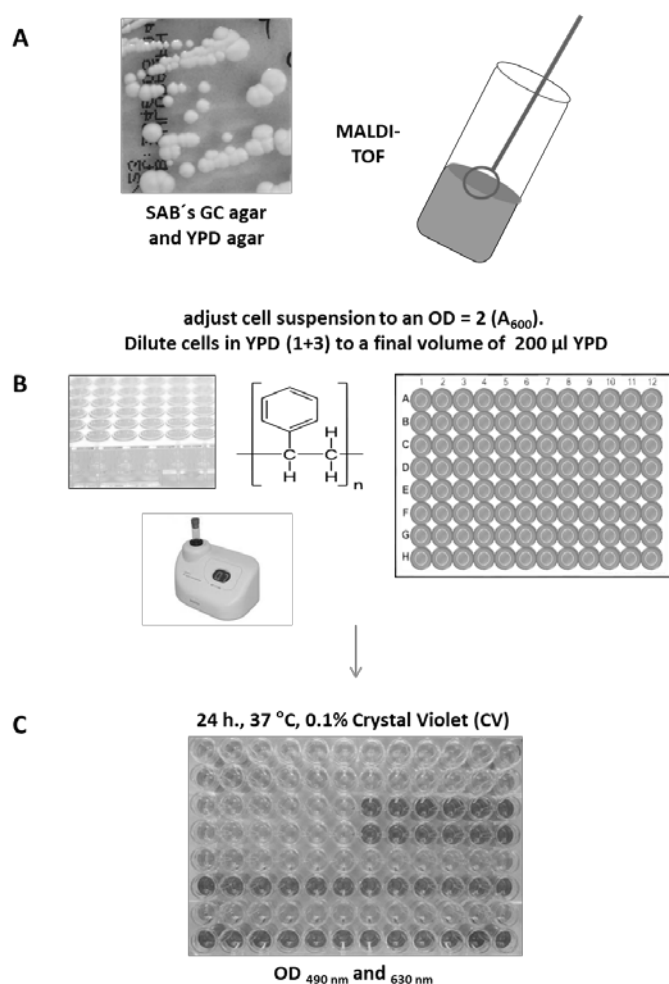 A
MALDI-
TOF
SAB´s GC agar
and YPD agar
adjust cell suspension to an OD = 2 (A600).
Dilute cells in YPD (1+3) to a final volume of 200 µl YPD
B
H
C C
H H
n
1 2 3 4 5 6 7 8 9 10 11 12
A
B
C
D
E
F
G
H
C
24 h., 37 °C, 0.1% Crystal Violet (CV)
OD 490 nm and 630 nm